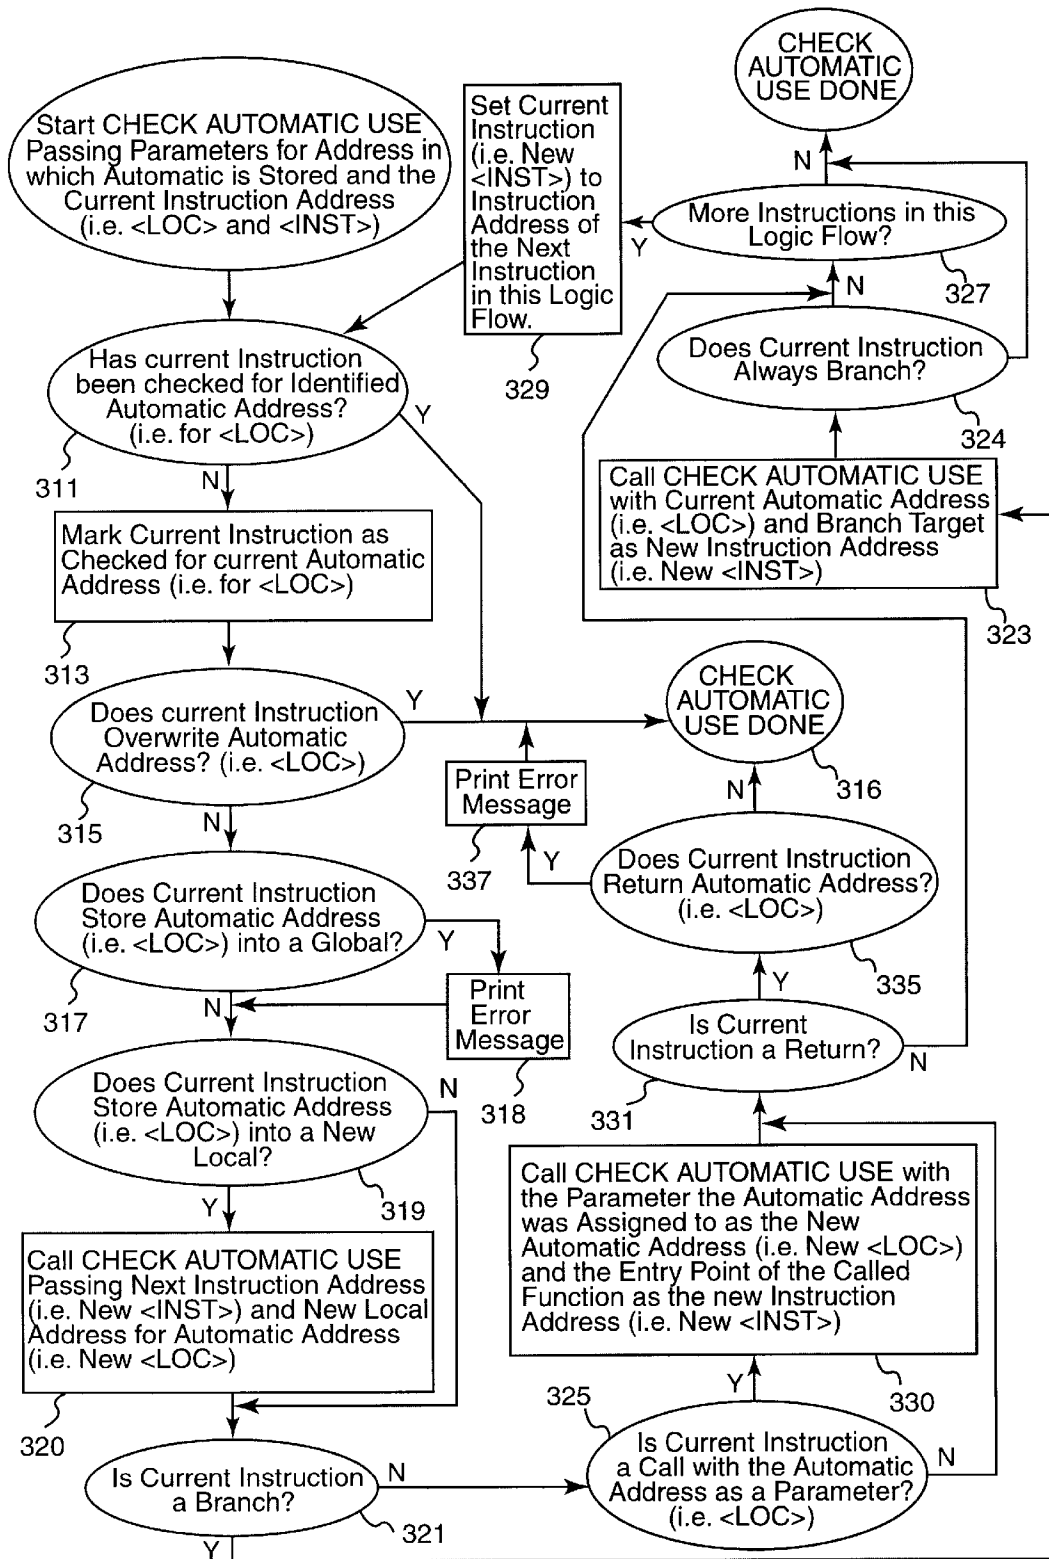 Start CHECK AUTOMATIC USE
Passing Parameters for Address in
which Automatic is Stored and the
Current Instruction Address
(i.e. <LOC> and <INST>)
Has current Instruction
been checked for Identified
Automatic Address?
(i.e. for <LOC>)
311
Y
N
Mark Current Instruction as
Checked for current Automatic
Address (i.e. for <LOC>)
313
Does current Instruction
Overwrite Automatic
Address? (i.e. <LOC>)
315
Y
N
Does Current Instruction
Store Automatic Address
(i.e. <LOC>) into a Global?
317
Y
N
Print
Error
Message
318
Does Current Instruction
Store Automatic Address
(i.e. <LOC>) into a New
Local?
319
N
Y
Call CHECK AUTOMATIC USE
Passing Next Instruction Address
(i.e. New <INST>) and New Local
Address for Automatic Address
(i.e. New <LOC>)
320
Is Current Instruction
a Branch?
321
N
Y
Set Current
Instruction
(i.e. New
<INST>) to
Instruction
Address of
the Next
Instruction
in this Logic
Flow.
329
CHECK
AUTOMATIC
USE DONE
N
More Instructions in this
Logic Flow?
327
Y
N
Does Current Instruction
Always Branch?
324
Call CHECK AUTOMATIC USE
with Current Automatic Address
(i.e. <LOC>) and Branch Target
as New Instruction Address
(i.e. New <INST>)
323
CHECK
AUTOMATIC
USE DONE
316
Print Error
Message
337
N
Y
Does Current Instruction
Return Automatic Address?
(i.e. <LOC>)
335
Y
Is Current
Instruction a Return?
331
N
Call CHECK AUTOMATIC USE with
the Parameter the Automatic Address
was Assigned to as the New
Automatic Address (i.e. New <LOC>)
and the Entry Point of the Called
Function as the new Instruction
Address (i.e. New <INST>)
330
Y
325
Is Current Instruction
a Call with the Automatic
Address as a Parameter?
(i.e. <LOC>)
N